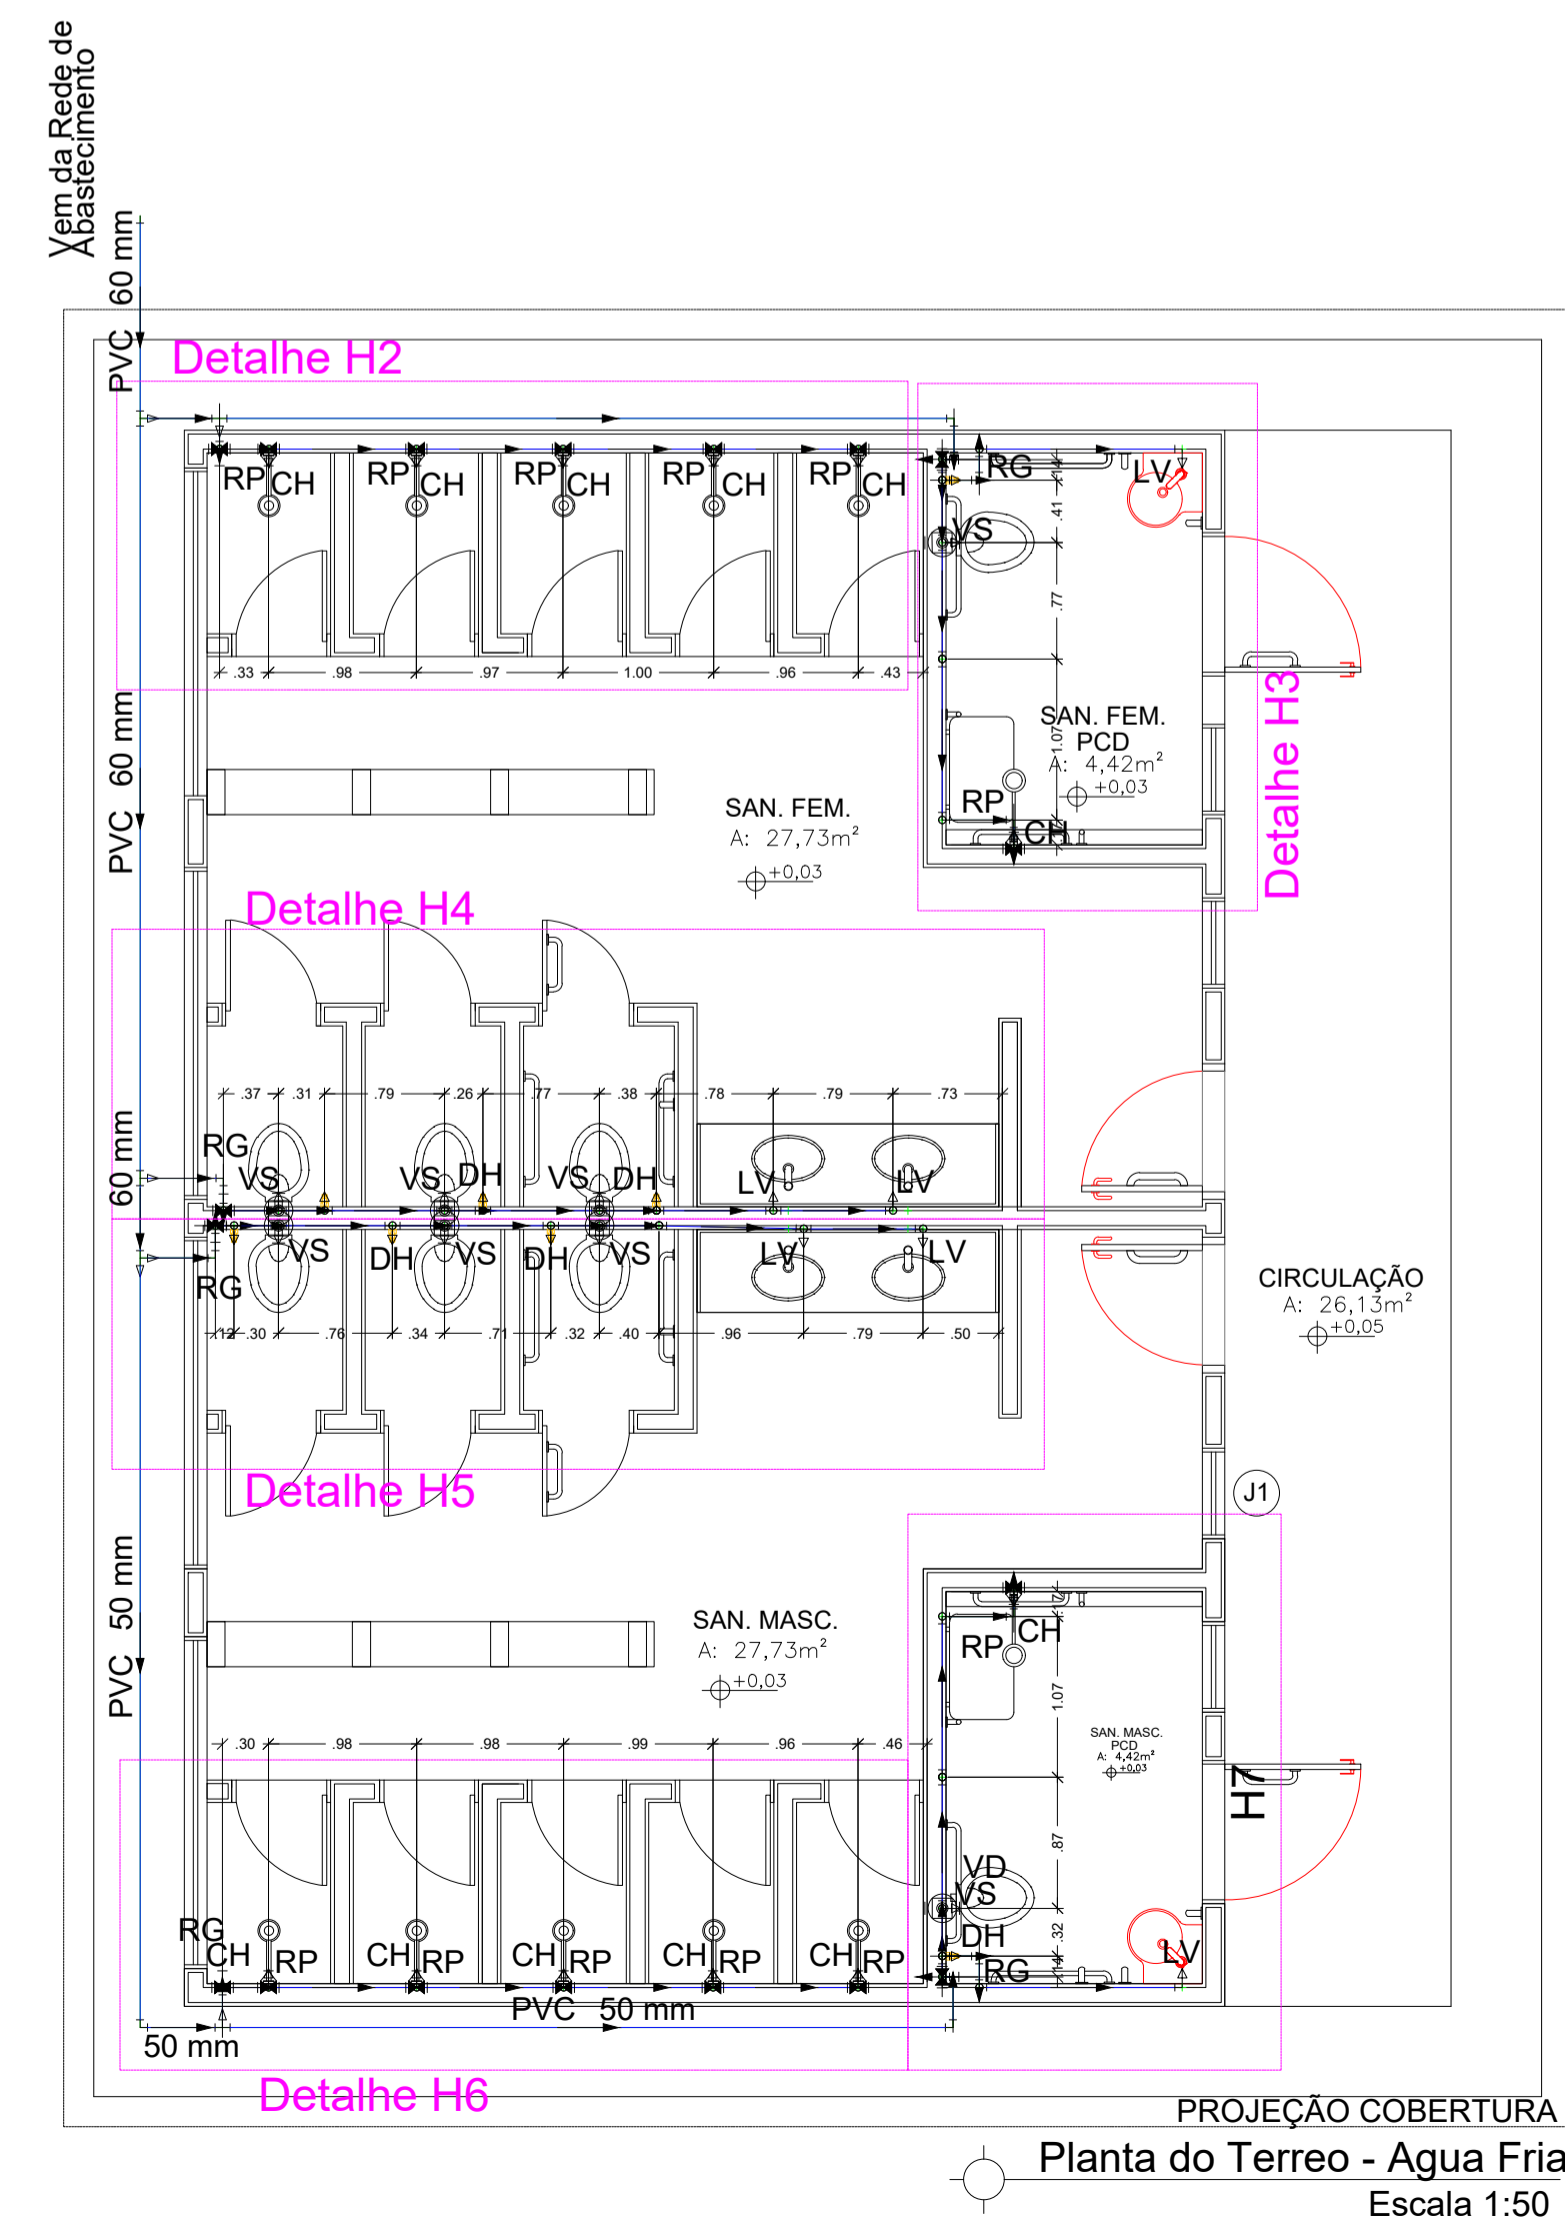 Vem da Rede de
Abastecimento
PVC 60 mm
Detalhe H2
RP CH RP CH RP CH RP CH RP CH
RG
LV
.14
.41
VS
.77
.33 .98 .97 1.00 .96 .43
Detalhe H3
SAN. FEM.
PCD
A: 4,42m²
+0,03
1.07
RP
CH
PVC 60 mm
SAN. FEM.
A: 27,73m²
+0,03
Detalhe H4
.37 .31 .79 .26 .77 .38 .78 .79 .73
RG
VS VS DH VS DH LV LV
60 mm
VS DH VS DH VS LV LV
RG
.12 .30 .76 .34 .71 .32 .40 .96 .79 .50
CIRCULAÇÃO
A: 26,13m²
+0,05
Detalhe H5
J1
PVC 50 mm
SAN. MASC.
A: 27,73m²
+0,03
.17
CH
RP
1.07
SAN. MASC.
PCD
A: 4,42m²
+0,03
H7
.30 .98 .98 .99 .96 .46
.87
VD
VS
.32
DH
.14
RG
LV
RG
CH RP CH RP CH RP CH RP CH RP
PVC 50 mm
50 mm
Detalhe H6
PROJEÇÃO COBERTURA
Planta do Terreo - Agua Fria
Escala 1:50